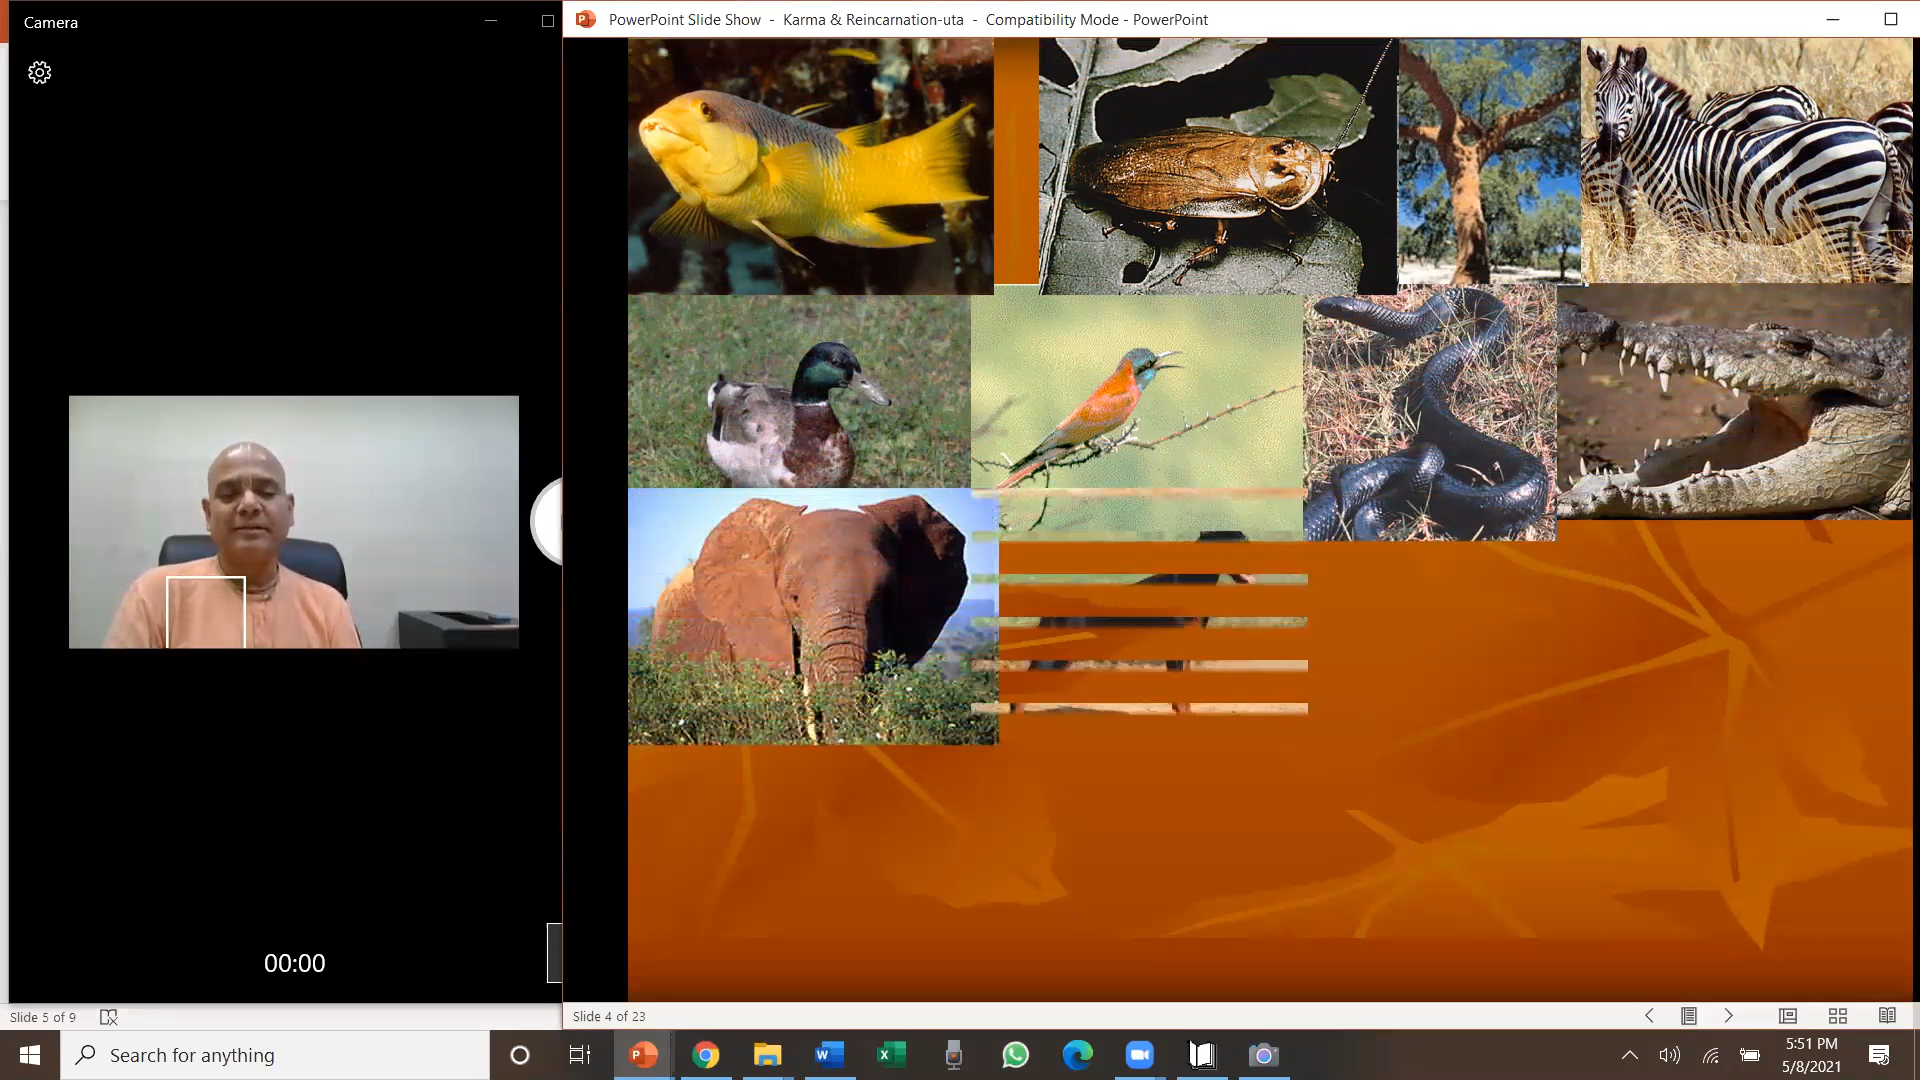 Camera
PowerPoint Slide Show - Karma & Reincarnation-uta - Compatibility Mode - PowerPoint
00:00
Slide 5 of 9
Slide 4 of 23
Search for anything
5:51 PM
5/8/2021